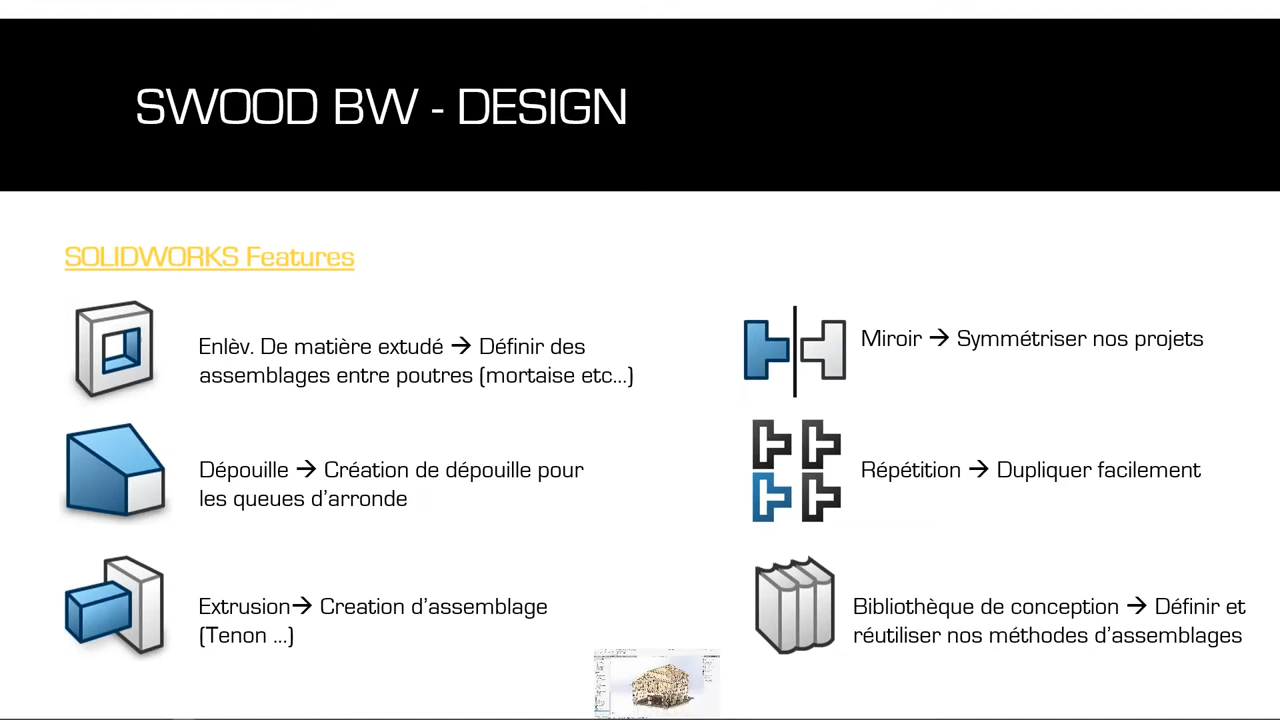 SWOOD BW - DESIGN
SOLIDWORKS Features
Enlèv. De matière extudé → Définir des
assemblages entre poutres (mortaise etc...)
Dépouille → Création de dépouille pour
les queues d'arronde
Extrusion→ Creation d'assemblage
(Tenon ...)
Miroir → Symmétriser nos projets
Répétition → Dupliquer facilement
Bibliothèque de conception → Définir et
réutiliser nos méthodes d'assemblages